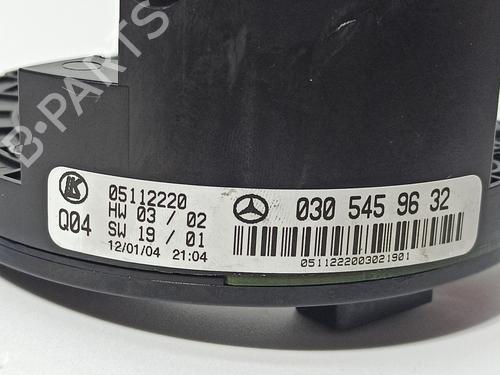 B-PARTS
K
Q04
05112220
HW 03 / 02
SW 19 / 01
12/01/04 21:04
030 545 96 32
0511222003021901